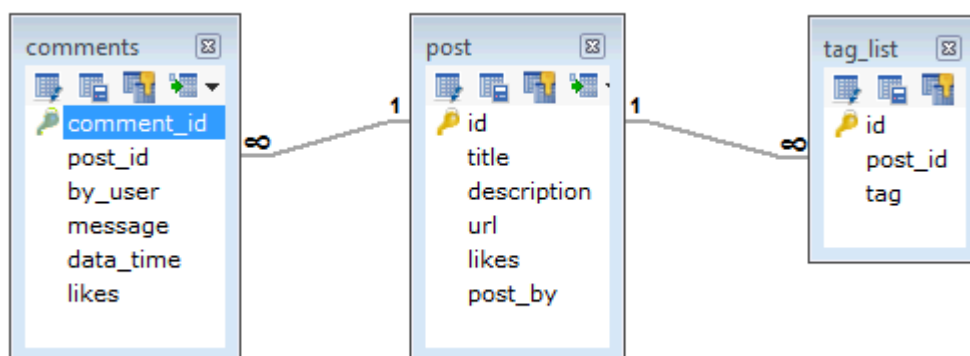 comments
comment_id
post_id
by_user
message
data_time
likes
∞
1
post
id
title
description
url
likes
post_by
1
∞
tag_list
id
post_id
tag